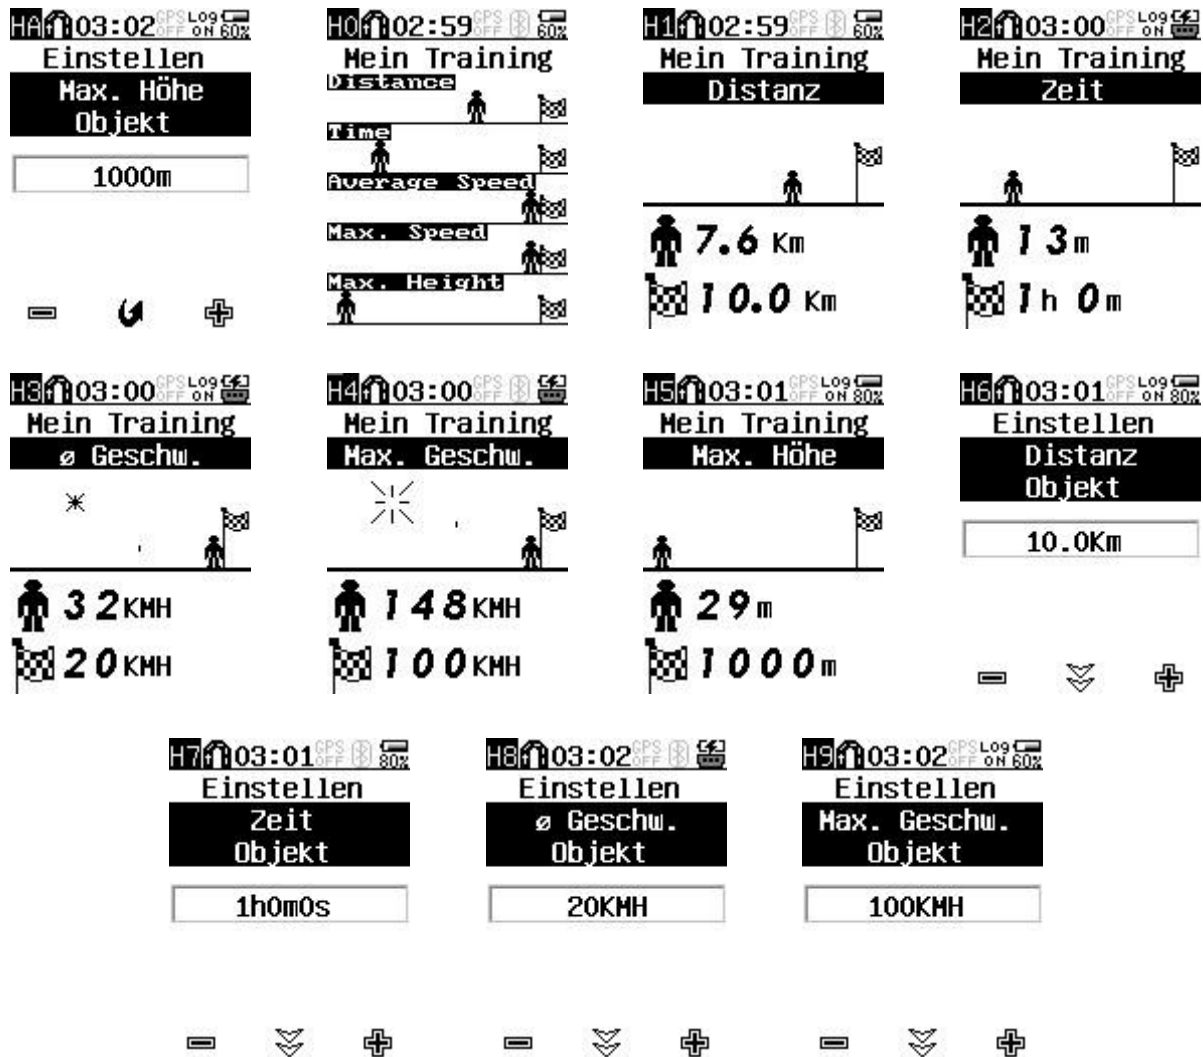 HA 03:02 GPS OFF Log ON 60%
Einstellen
Max. Höhe
Objekt
1000m
H0 02:59 GPS OFF 60%
Mein Training
Distance
Time
Average Speed
Max. Speed
Max. Height
H1 02:59 GPS OFF 60%
Mein Training
Distanz
7.6 Km
10.0 Km
H2 03:00 GPS OFF Log ON
Mein Training
Zeit
13m
1h 0m
H3 03:00 GPS OFF Log ON
Mein Training
ø Geschw.
32KMH
20KMH
H4 03:00 GPS OFF
Mein Training
Max. Geschw.
148KMH
100KMH
H5 03:01 GPS OFF Log ON 80%
Mein Training
Max. Höhe
29m
1000m
H6 03:01 GPS OFF Log ON 80%
Einstellen
Distanz
Objekt
10.0Km
H7 03:01 GPS OFF 80%
Einstellen
Zeit
Objekt
1h0m0s
H8 03:02 GPS OFF
Einstellen
ø Geschw.
Objekt
20KMH
H9 03:02 GPS OFF Log ON 60%
Einstellen
Max. Geschw.
Objekt
100KMH